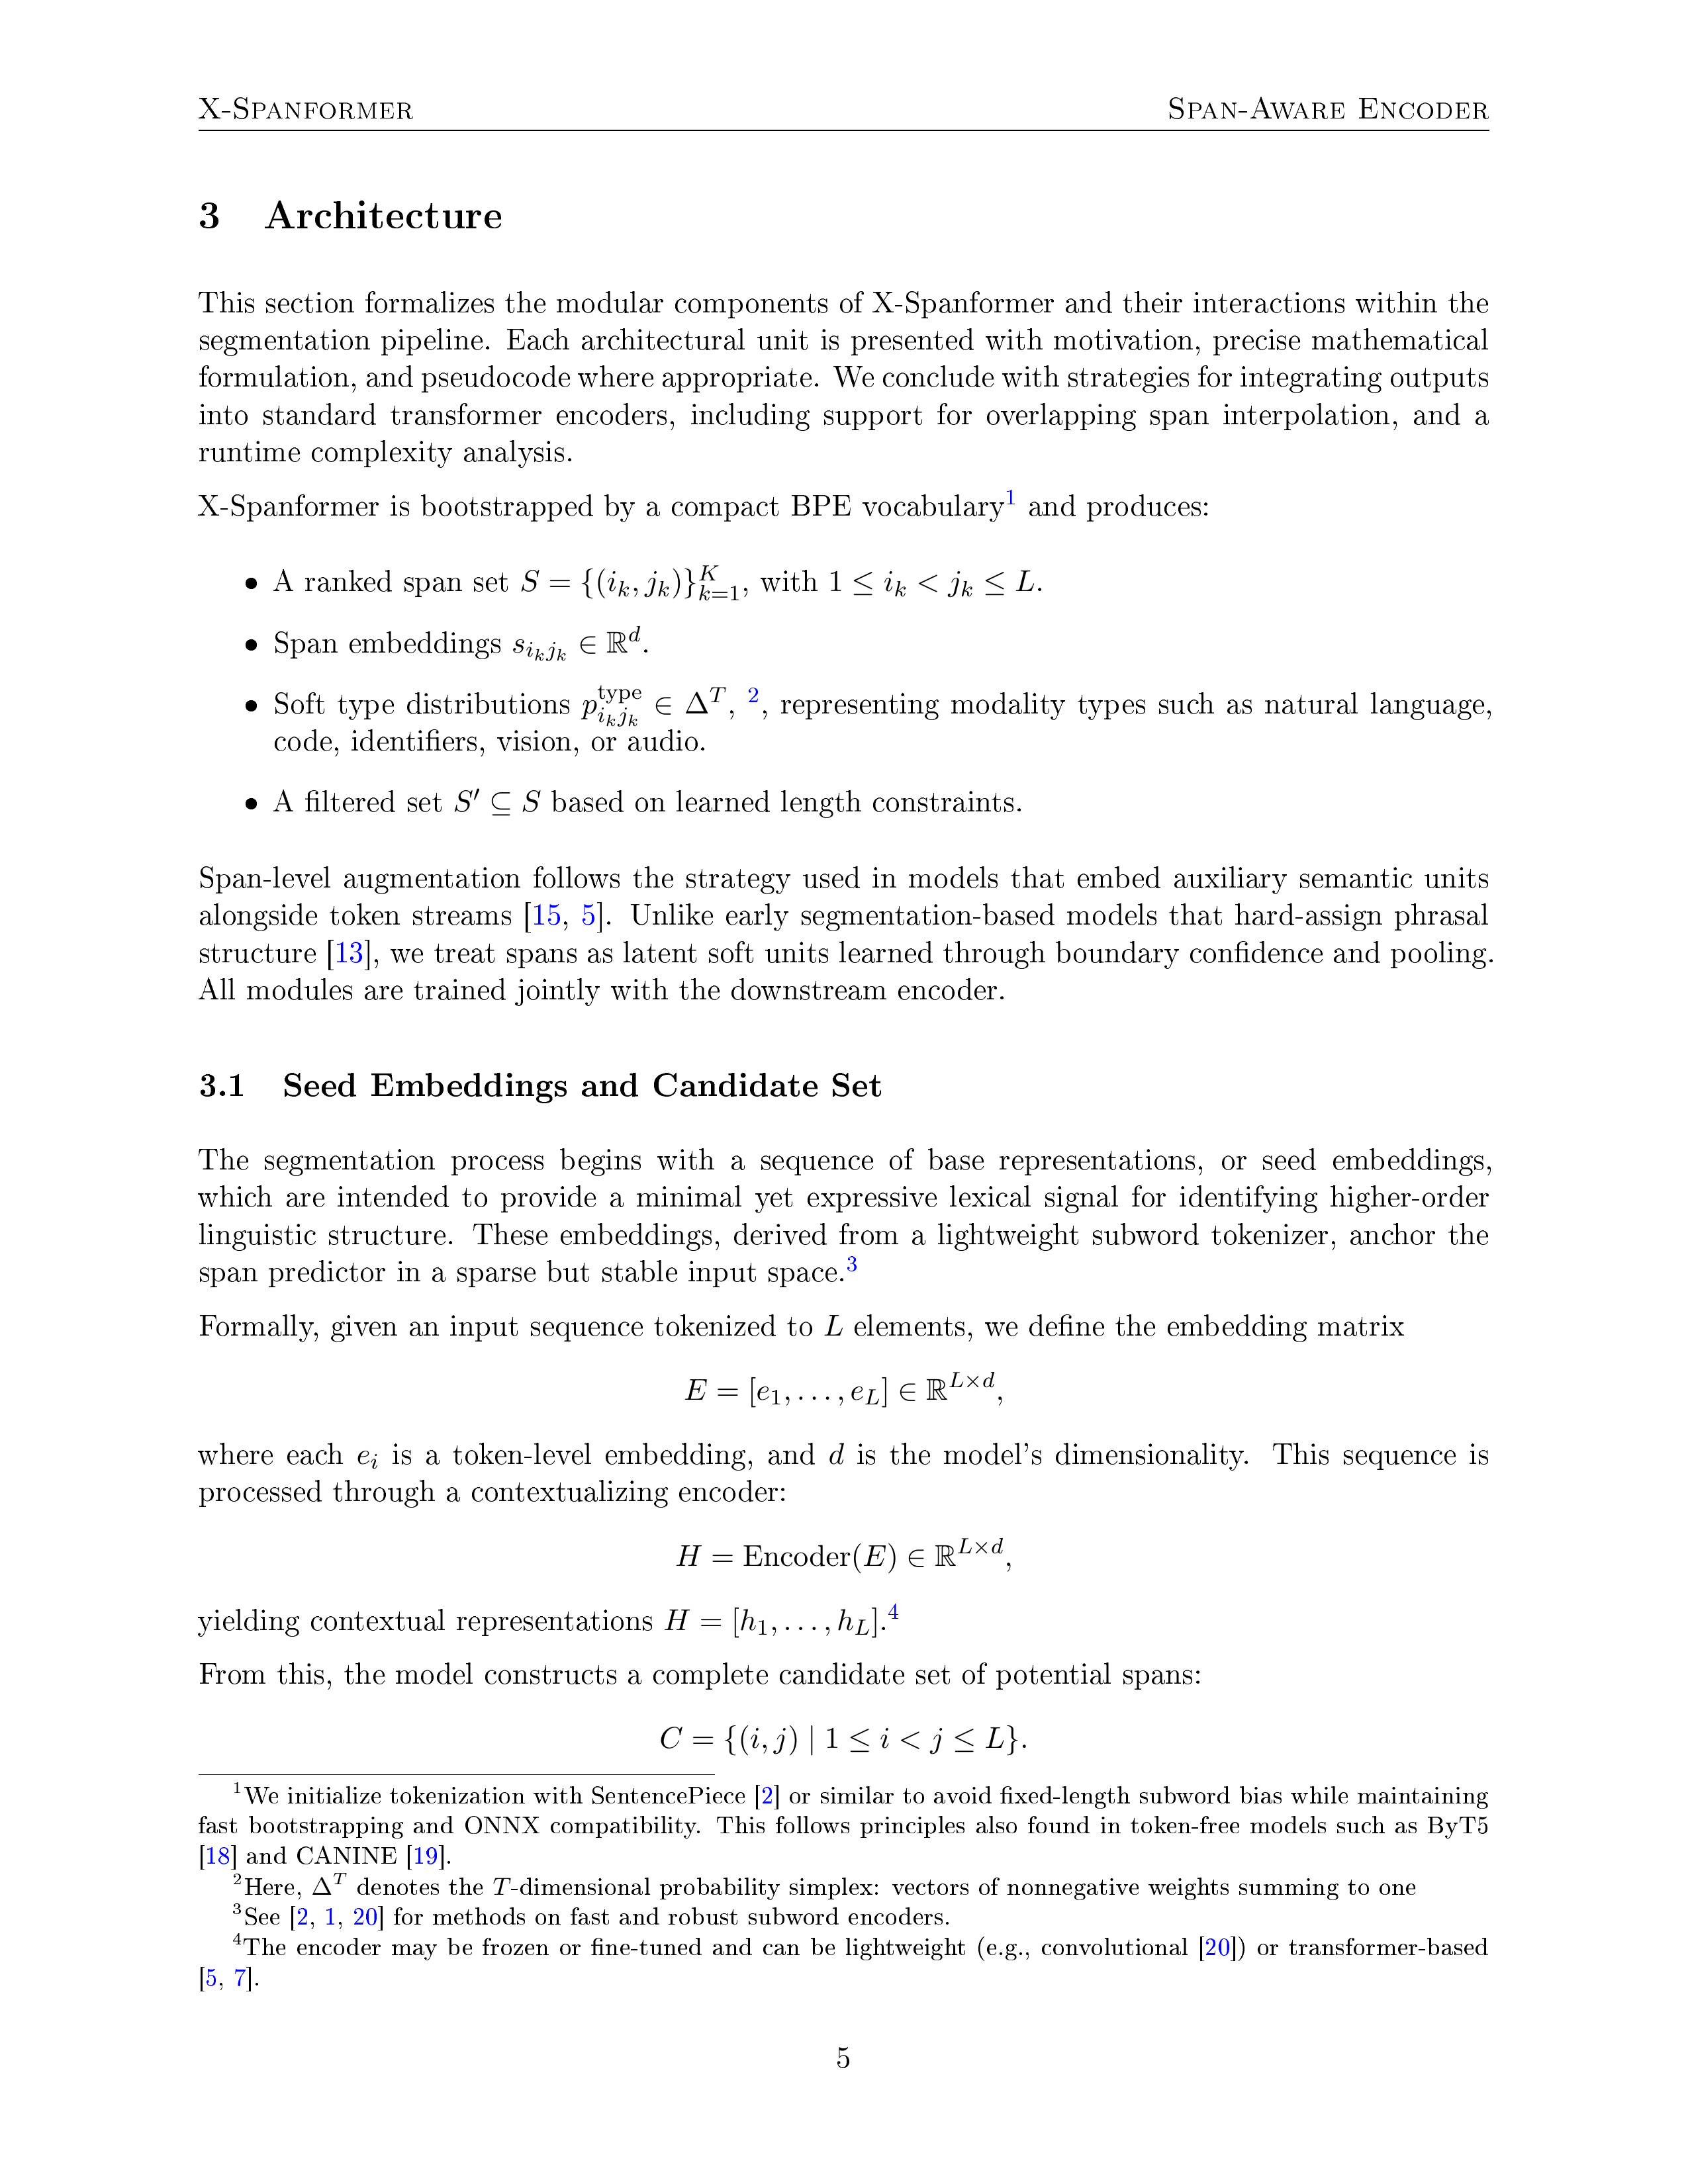 X-Spanformer Span-Aware Encoder
3 Architecture
This section formalizes the modular components of X-Spanformer and their interactions within the
segmentation pipeline. Each architectural unit is presented with motivation, precise mathematical
formulation, and pseudocode where appropriate. We conclude with strategies for integrating outputs
into standard transformer encoders, including support for overlapping span interpolation, and a
runtime complexity analysis.
X-Spanformer is bootstrapped by a compact BPE vocabulary¹ and produces:
• A ranked span set $S = \{(i_k, j_k)\}_{k=1}^{K}$, with $1 \leq i_k < j_k \leq L$.
• Span embeddings $s_{i_k j_k} \in \mathbb{R}^d$.
• Soft type distributions $p_{i_k j_k}^{\text{type}} \in \Delta^T$, ², representing modality types such as natural language,
code, identifiers, vision, or audio.
• A filtered set $S' \subseteq S$ based on learned length constraints.
Span-level augmentation follows the strategy used in models that embed auxiliary semantic units
alongside token streams [15, 5]. Unlike early segmentation-based models that hard-assign phrasal
structure [13], we treat spans as latent soft units learned through boundary confidence and pooling.
All modules are trained jointly with the downstream encoder.
3.1 Seed Embeddings and Candidate Set
The segmentation process begins with a sequence of base representations, or seed embeddings,
which are intended to provide a minimal yet expressive lexical signal for identifying higher-order
linguistic structure. These embeddings, derived from a lightweight subword tokenizer, anchor the
span predictor in a sparse but stable input space.³
Formally, given an input sequence tokenized to $L$ elements, we define the embedding matrix
$E = [e_1, \ldots, e_L] \in \mathbb{R}^{L \times d},$
where each $e_i$ is a token-level embedding, and $d$ is the model's dimensionality. This sequence is
processed through a contextualizing encoder:
$H = \text{Encoder}(E) \in \mathbb{R}^{L \times d},$
yielding contextual representations $H = [h_1, \ldots, h_L]$.⁴
From this, the model constructs a complete candidate set of potential spans:
$C = \{(i, j) \mid 1 \leq i < j \leq L\}.$
¹We initialize tokenization with SentencePiece [2] or similar to avoid fixed-length subword bias while maintaining
fast bootstrapping and ONNX compatibility. This follows principles also found in token-free models such as ByT5
[18] and CANINE [19].
²Here, $\Delta^T$ denotes the $T$-dimensional probability simplex: vectors of nonnegative weights summing to one
³See [2, 1, 20] for methods on fast and robust subword encoders.
⁴The encoder may be frozen or fine-tuned and can be lightweight (e.g., convolutional [20]) or transformer-based
[5, 7].
5